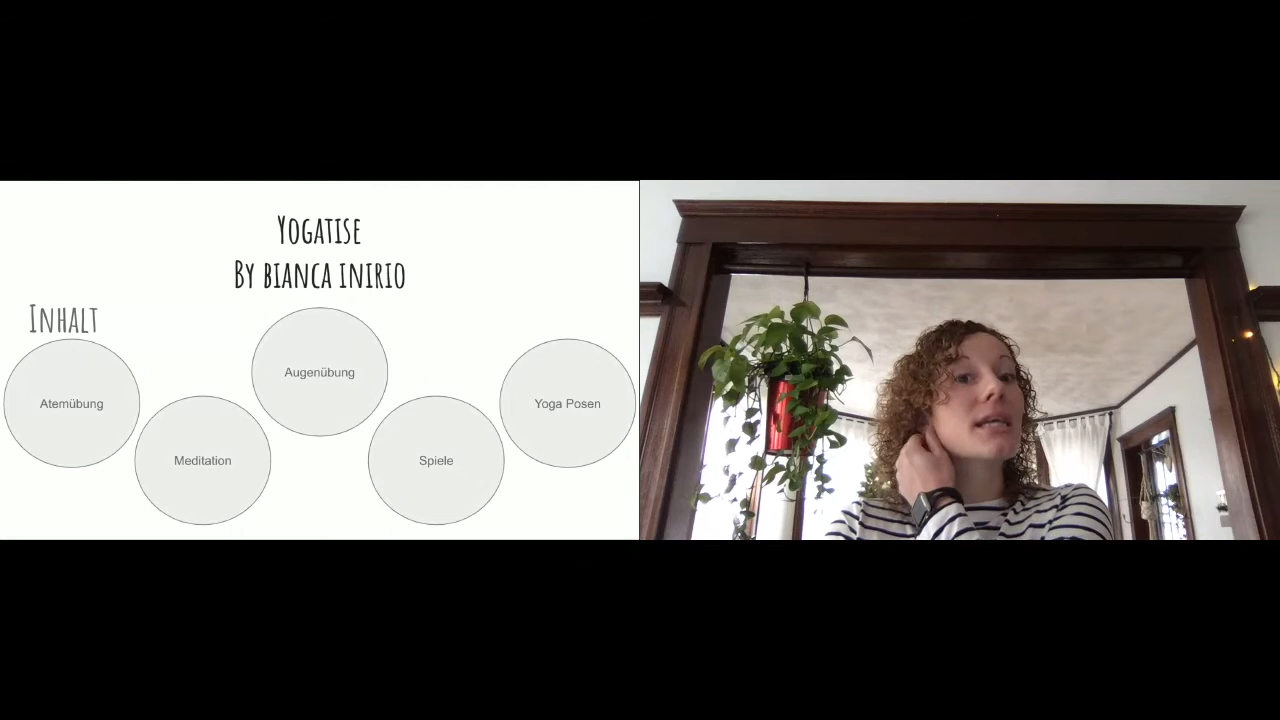 Yogatise
By bianca inirio
Inhalt
Atemübung
Meditation
Augenübung
Spiele
Yoga Posen